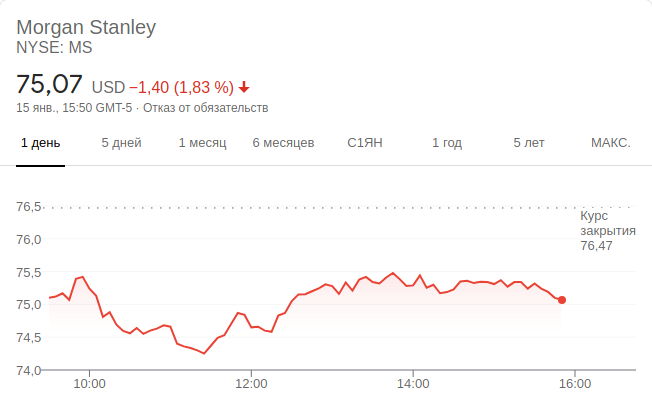 Morgan Stanley
NYSE: MS
75,07 USD −1,40 (1,83 %)
15 янв., 15:50 GMT-5 · Отказ от обязательств
1 день 5 дней 1 месяц 6 месяцев С1ЯН 1 год 5 лет МАКС.
76,5
Курс
закрытия
76,47
76,0
75,5
75,0
74,5
74,0
10:00 12:00 14:00 16:00